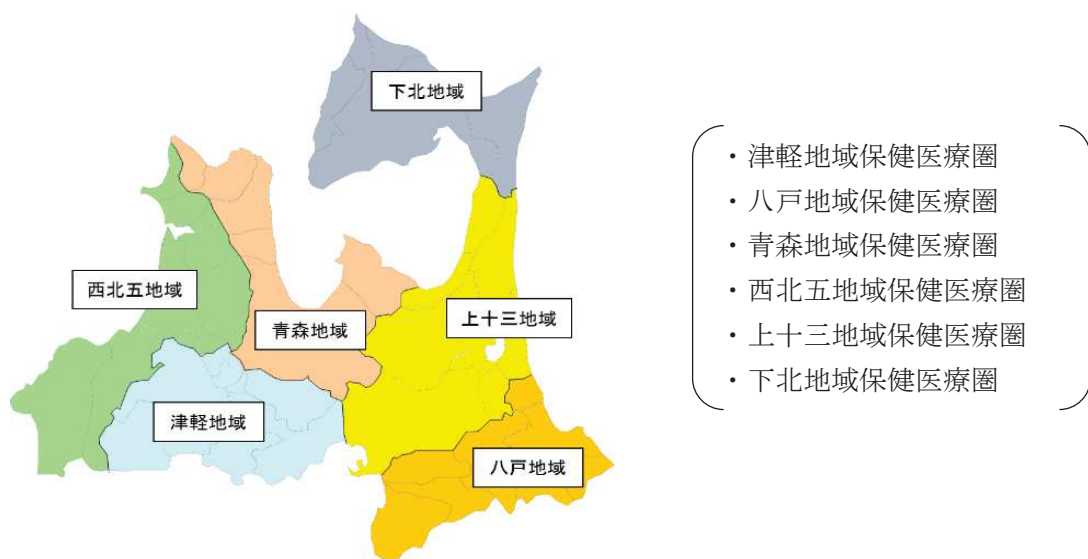 下北地域
西北五地域
青森地域
上十三地域
津軽地域
八戸地域
・津軽地域保健医療圏
・八戸地域保健医療圏
・青森地域保健医療圏
・西北五地域保健医療圏
・上十三地域保健医療圏
・下北地域保健医療圏